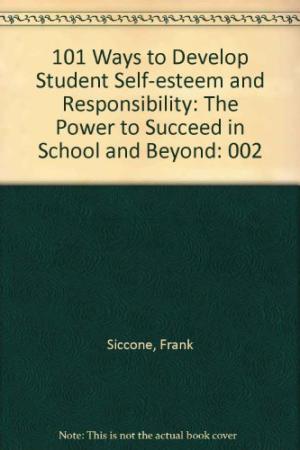 101 Ways to Develop
Student Self-esteem and
Responsibility: The
Power to Succeed in
School and Beyond: 002
Siccone, Frank
Note: This is not the actual book cover